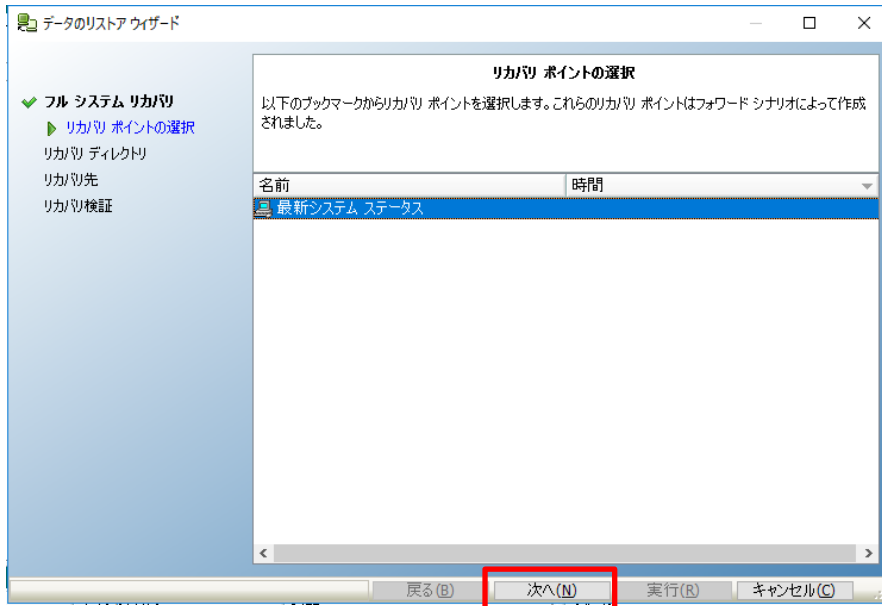 データのリストア ウィザード
フル システム リカバリ
リカバリ ポイントの選択
リカバリ ディレクトリ
リカバリ先
リカバリ検証
リカバリ ポイントの選択
以下のブックマークからリカバリ ポイントを選択します。これらのリカバリ ポイントはフォワード シナリオによって作成
されました。
名前 時間
最新システム ステータス
戻る(B) 次へ(N) 実行(R) キャンセル(C)